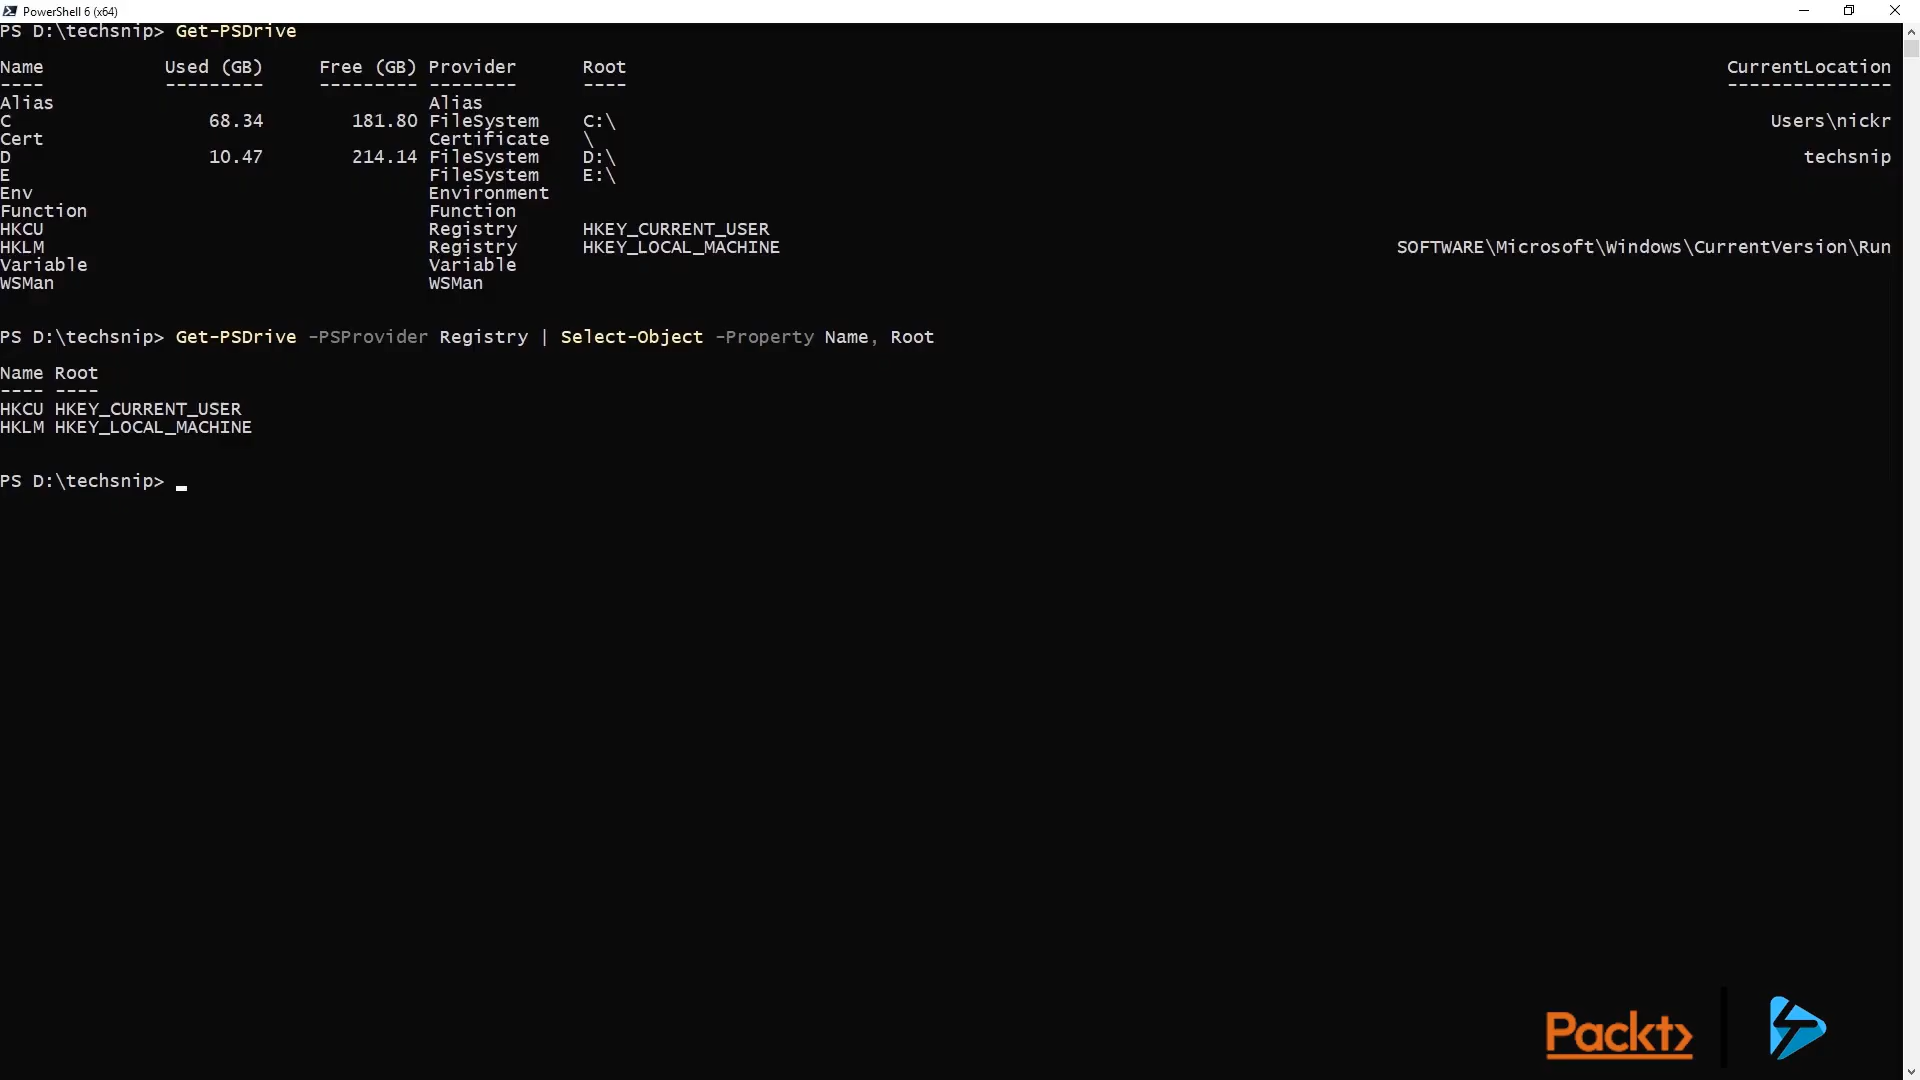 PowerShell 6 (x64)
PS D:\techsnip> Get-PSDrive
Name Used (GB) Free (GB) Provider Root CurrentLocation
---- --------- --------- -------- ---- ---------------
Alias Alias
C 68.34 181.80 FileSystem C:\ Users\nickr
Cert Certificate \
D 10.47 214.14 FileSystem D:\ techsnip
E FileSystem E:\
Env Environment
Function Function
HKCU Registry HKEY_CURRENT_USER
HKLM Registry HKEY_LOCAL_MACHINE SOFTWARE\Microsoft\Windows\CurrentVersion\Run
Variable Variable
WSMan WSMan
PS D:\techsnip> Get-PSDrive -PSProvider Registry | Select-Object -Property Name, Root
Name Root
---- ----
HKCU HKEY_CURRENT_USER
HKLM HKEY_LOCAL_MACHINE
PS D:\techsnip>
Packt>